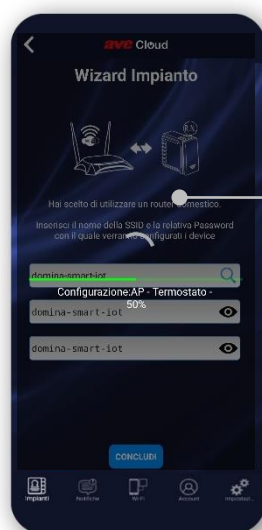 ave Cloud
Wizard Impianto
Hai scelto di utilizzare un router domestico.
Inserisci il nome della SSID e la relativa Password
con il quale verranno configurati i device
domina-smart-iot
Configurazione:AP - Termostato -
50%
domina-smart-iot
domina-smart-iot
CONCLUDI
Impianti
Notifiche
Wi-Fi
Account
Impostazi...